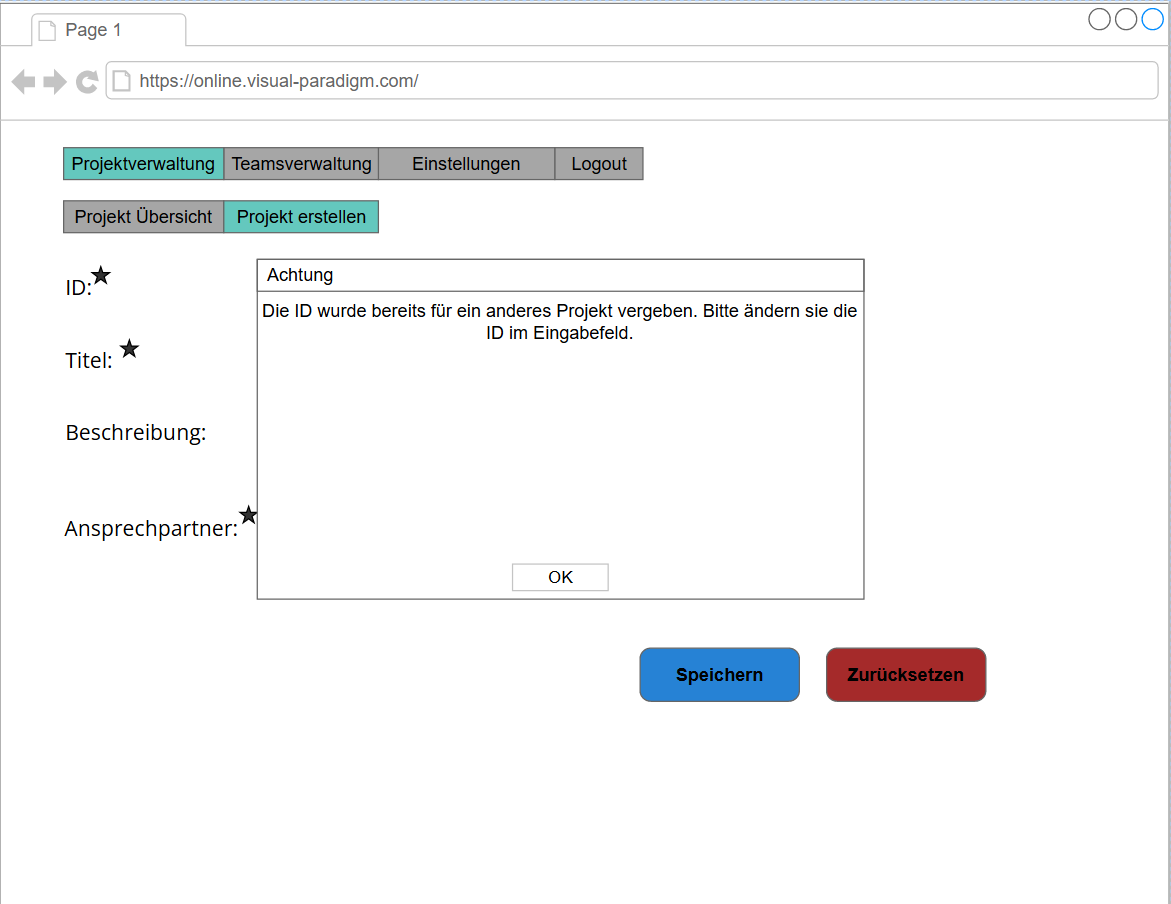 Page 1
https://online.visual-paradigm.com/
Projektverwaltung Teamsverwaltung Einstellungen Logout
Projekt Übersicht Projekt erstellen
Achtung
ID:
Die ID wurde bereits für ein anderes Projekt vergeben. Bitte ändern sie die
ID im Eingabefeld.
Titel:
Beschreibung:
Ansprechpartner:
OK
Speichern Zurücksetzen